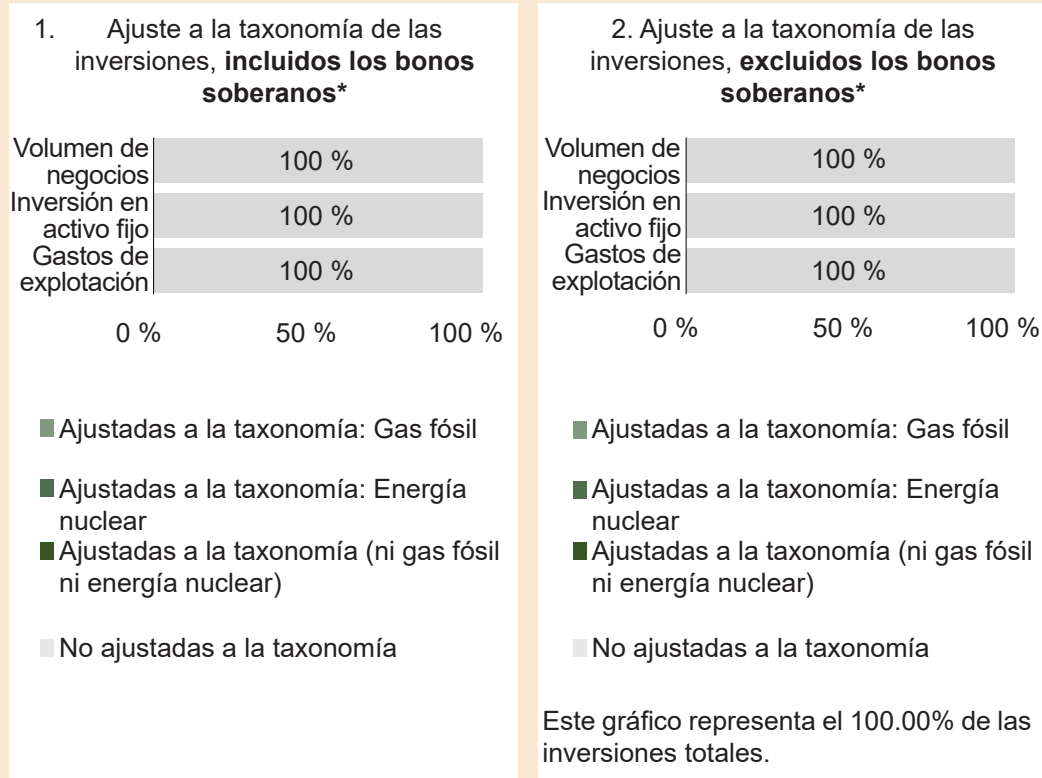 1. Ajuste a la taxonomía de las
inversiones, incluidos los bonos
soberanos*
Volumen de
negocios
100 %
Inversión en
activo fijo
100 %
Gastos de
explotación
100 %
0 % 50 % 100 %
Ajustadas a la taxonomía: Gas fósil
Ajustadas a la taxonomía: Energía
nuclear
Ajustadas a la taxonomía (ni gas fósil
ni energía nuclear)
No ajustadas a la taxonomía
2. Ajuste a la taxonomía de las
inversiones, excluidos los bonos
soberanos*
Volumen de
negocios
100 %
Inversión en
activo fijo
100 %
Gastos de
explotación
100 %
0 % 50 % 100 %
Ajustadas a la taxonomía: Gas fósil
Ajustadas a la taxonomía: Energía
nuclear
Ajustadas a la taxonomía (ni gas fósil
ni energía nuclear)
No ajustadas a la taxonomía
Este gráfico representa el 100.00% de las
inversiones totales.